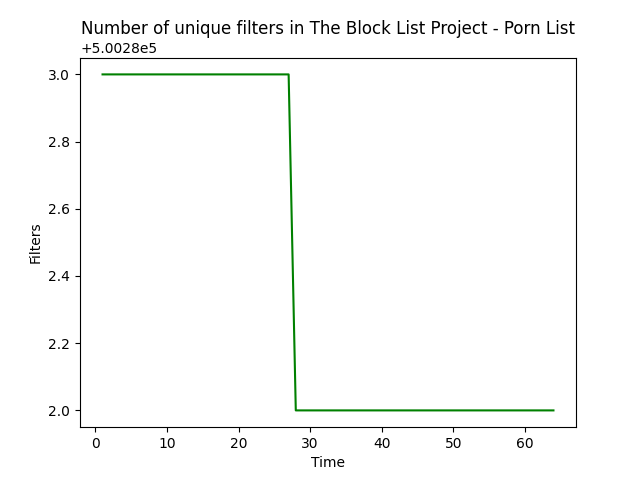 Number of unique filters in The Block List Project - Porn List
+5.0028e5
3.0
2.8
2.6
2.4
2.2
2.0
Filters
0 10 20 30 40 50 60
Time